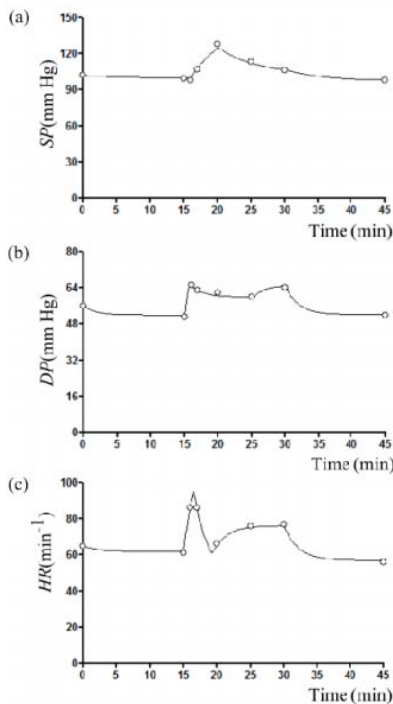 (a)
SP(mm Hg)
150
120
90
60
30
0
0 5 10 15 20 25 30 35 40 45
Time (min)
(b)
DP(mm Hg)
80
64
48
32
16
0
0 5 10 15 20 25 30 35 40 45
Time (min)
(c)
HR(min⁻¹)
100
80
60
40
20
0
0 5 10 15 20 25 30 35 40 45
Time (min)